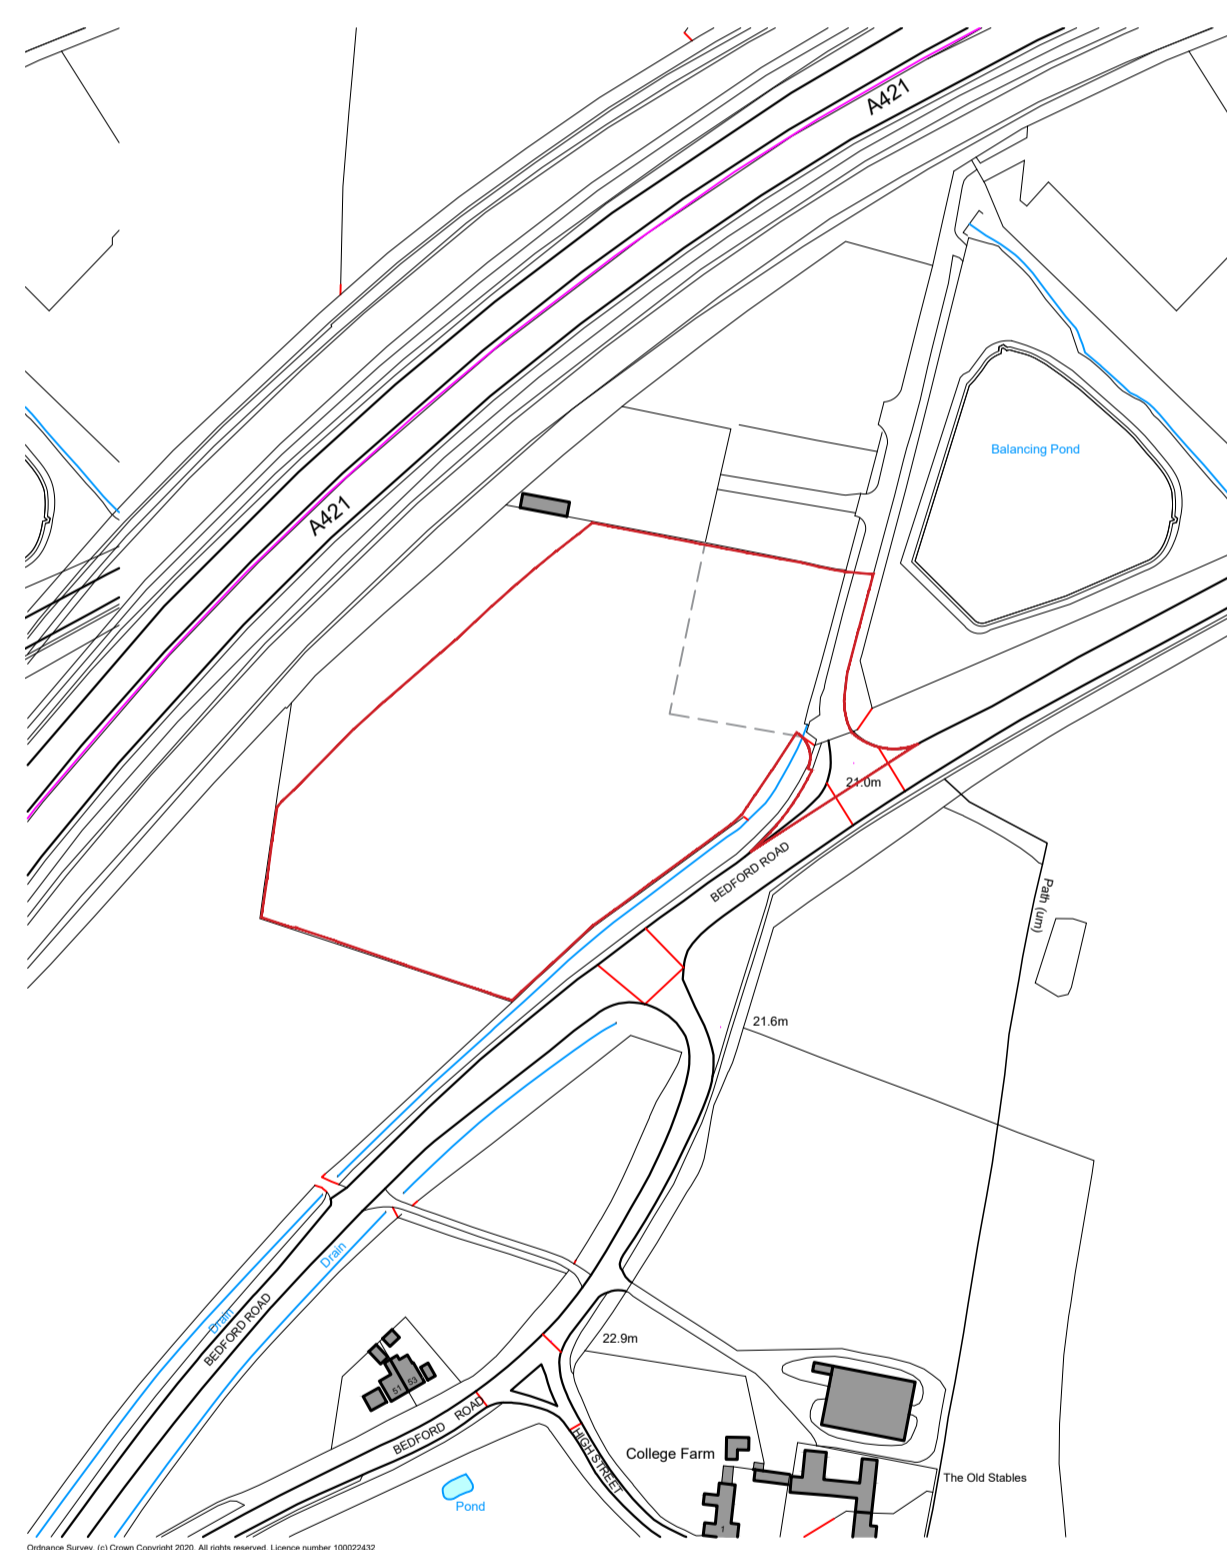 A421
Balancing Pond
A421
21.0m
BEDFORD ROAD
Path (um)
21.6m
Drain
Drain
BEDFORD ROAD
22.9m
51
53
BEDFORD ROAD
HIGH STREET
College Farm
The Old Stables
Pond
1
Ordnance Survey, (c) Crown Copyright 2020. All rights reserved. Licence number 100022432